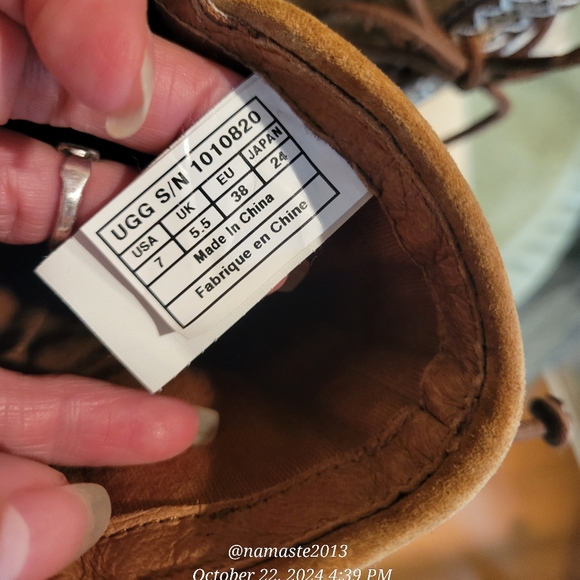 UGG S/N 1010820
USA UK EU JAPAN
7 5.5 38 24
Made In China
Fabrique en Chine
@namaste2013
October 22, 2024 4:39 PM